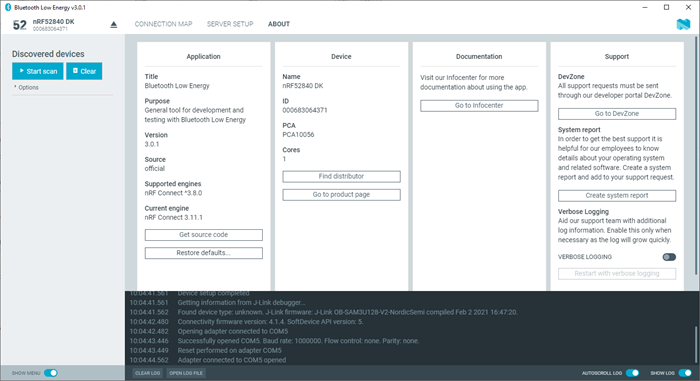 Bluetooth Low Energy v3.0.1
52
nRF52840 DK
000683064371
CONNECTION MAP
SERVER SETUP
ABOUT
Discovered devices
Start scan
Clear
Options
Application
Title
Bluetooth Low Energy
Purpose
General tool for development and
testing with Bluetooth Low Energy
Version
3.0.1
Source
official
Supported engines
nRF Connect ^3.8.0
Current engine
nRF Connect 3.11.1
Get source code
Restore defaults...
Device
Name
nRF52840 DK
ID
000683064371
PCA
PCA10056
Cores
1
Find distributor
Go to product page
Documentation
Visit our Infocenter for more
documentation about using the app.
Go to Infocenter
Support
DevZone
All support requests must be sent
through our developer portal DevZone.
Go to DevZone
System report
In order to get the best support it is
helpful for our employees to know
details about your operating system
and related software. Create a system
report and add to your support request.
Create system report
Verbose Logging
Aid our support team with additional
log information. Enable this only when
necessary as the log will grow quickly.
VERBOSE LOGGING
Restart with verbose logging
10:04:41.561 Device setup completed
10:04:41.561 Getting information from J-Link debugger...
10:04:41.562 Found device type: unknown. J-Link firmware: J-Link OB-SAM3U128-V2-NordicSemi compiled Feb 2 2021 16:47:20.
10:04:42.480 Connectivity firmware version: 4.1.4. SoftDevice API version: 5.
10:04:42.482 Opening adapter connected to COM5
10:04:43.446 Successfully opened COM5. Baud rate: 1000000. Flow control: none. Parity: none.
10:04:43.449 Reset performed on adapter COM5
10:04:44.562 Adapter connected to COM5 opened
SHOW MENU
CLEAR LOG
OPEN LOG FILE
AUTOSCROLL LOG
SHOW LOG